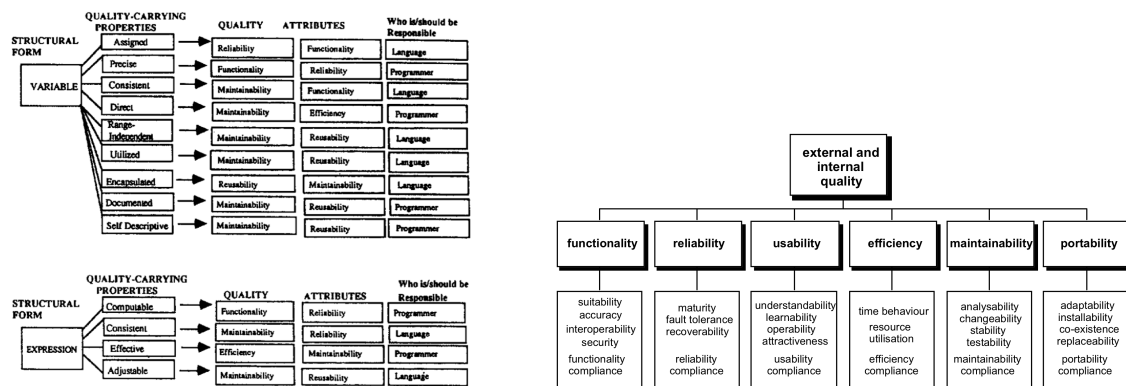 QUALITY-CARRYING
PROPERTIES
QUALITY ATTRIBUTES
Who is/should be
Responsible
STRUCTURAL
FORM
VARIABLE
Assigned
Reliability
Functionality
Language
Precise
Functionality
Reliability
Programmer
Consistent
Maintainability
Functionality
Language
Direct
Maintainability
Efficiency
Programmer
Range-
Independent
Maintainability
Reusability
Language
Utilized
Maintainability
Reusability
Language
Encapsulated
Reusability
Maintainability
Language
Documented
Maintainability
Reusability
Programmer
Self Descriptive
Maintainability
Reusability
Programmer
QUALITY-CARRYING
PROPERTIES
QUALITY ATTRIBUTES
Who is/should be
Responsible
STRUCTURAL
FORM
EXPRESSION
Computable
Functionality
Reliability
Programmer
Consistent
Maintainability
Reliability
Language
Effective
Efficiency
Maintainability
Programmer
Adjustable
Maintainability
Reusability
Language
external and
internal
quality
functionality
reliability
usability
efficiency
maintainability
portability
suitability
accuracy
interoperability
security
functionality
compliance
maturity
fault tolerance
recoverability
reliability
compliance
understandability
learnability
operability
attractiveness
usability
compliance
time behaviour
resource
utilisation
efficiency
compliance
analysability
changeability
stability
testability
maintainability
compliance
adaptability
installability
co-existence
replaceability
portability
compliance